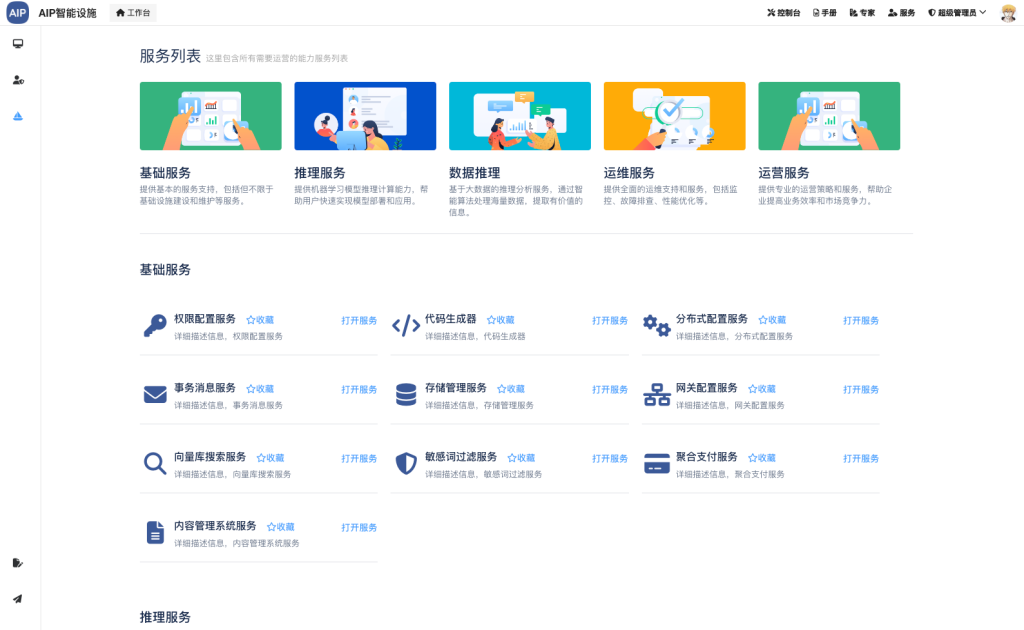 AIP AIP智能设施 工作台 控制台 手册 专家 服务 超级管理员
服务列表 这里包含所有需要运营的能力服务列表
基础服务
提供基本的服务支持，包括但不限于
基础设施建设和维护等服务。
推理服务
提供机器学习模型推理计算能力，帮
助用户快速实现模型部署和应用。
数据推理
基于大数据的推理分析服务，通过智
能算法处理海量数据，提取有价值的
信息。
运维服务
提供全面的运维支持和服务，包括监
控、故障排查、性能优化等。
运营服务
提供专业的运营策略和服务，帮助企
业提高业务效率和市场竞争力。
基础服务
权限配置服务 收藏 打开服务
详细描述信息，权限配置服务
代码生成器 收藏 打开服务
详细描述信息，代码生成器
分布式配置服务 收藏 打开服务
详细描述信息，分布式配置服务
事务消息服务 收藏 打开服务
详细描述信息，事务消息服务
存储管理服务 收藏 打开服务
详细描述信息，存储管理服务
网关配置服务 收藏 打开服务
详细描述信息，网关配置服务
向量库搜索服务 收藏 打开服务
详细描述信息，向量库搜索服务
敏感词过滤服务 收藏 打开服务
详细描述信息，敏感词过滤服务
聚合支付服务 收藏 打开服务
详细描述信息，聚合支付服务
内容管理系统服务 收藏 打开服务
详细描述信息，内容管理系统服务
推理服务